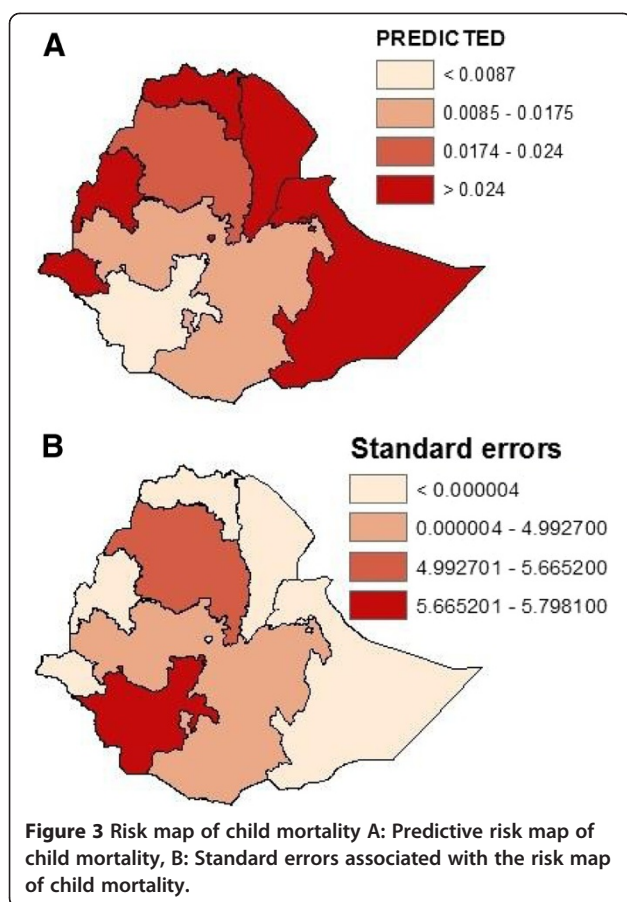 A
PREDICTED
< 0.0087
0.0085 - 0.0175
0.0174 - 0.024
> 0.024
B
Standard errors
< 0.000004
0.000004 - 4.992700
4.992701 - 5.665200
5.665201 - 5.798100
Figure 3 Risk map of child mortality A: Predictive risk map of
child mortality, B: Standard errors associated with the risk map
of child mortality.